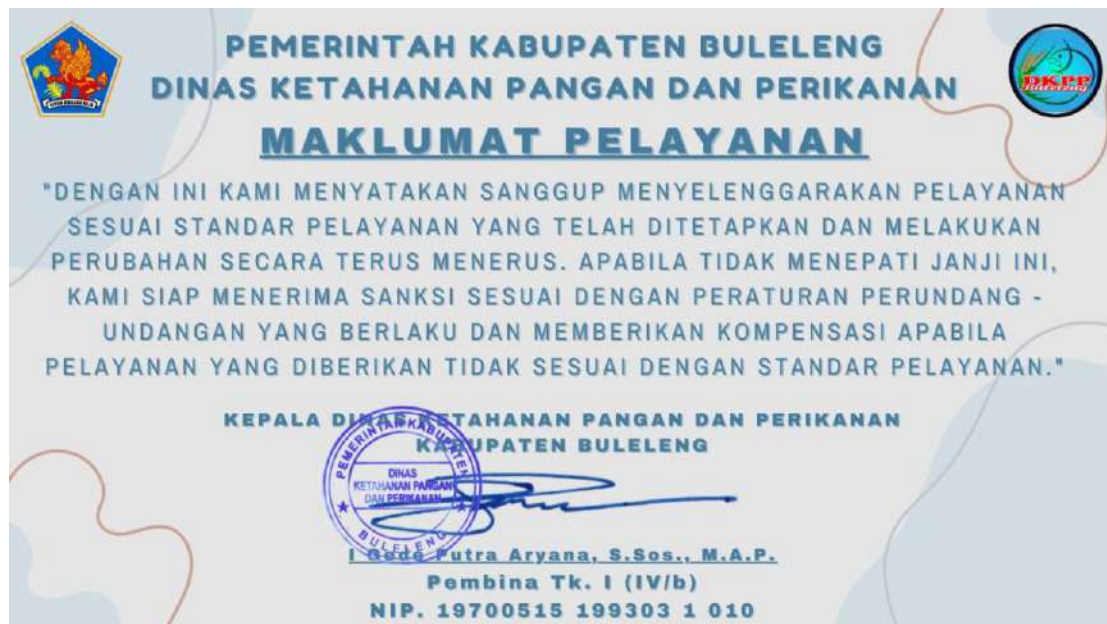 PEMERINTAH KABUPATEN BULELENG
DINAS KETAHANAN PANGAN DAN PERIKANAN
DKPP
Buleleng
MAKLUMAT PELAYANAN
"DENGAN INI KAMI MENYATAKAN SANGGUP MENYELENGGARAKAN PELAYANAN
SESUAI STANDAR PELAYANAN YANG TELAH DITETAPKAN DAN MELAKUKAN
PERUBAHAN SECARA TERUS MENERUS. APABILA TIDAK MENEPATI JANJI INI,
KAMI SIAP MENERIMA SANKSI SESUAI DENGAN PERATURAN PERUNDANG -
UNDANGAN YANG BERLAKU DAN MEMBERIKAN KOMPENSASI APABILA
PELAYANAN YANG DIBERIKAN TIDAK SESUAI DENGAN STANDAR PELAYANAN."
KEPALA DINAS KETAHANAN PANGAN DAN PERIKANAN
KABUPATEN BULELENG
PEMERINTAH KABUPATEN
DINAS
KETAHANAN PANGAN
DAN PERIKANAN
BULELENG
I Gede Putra Aryana, S.Sos., M.A.P.
Pembina Tk. I (IV/b)
NIP. 19700515 199303 1 010